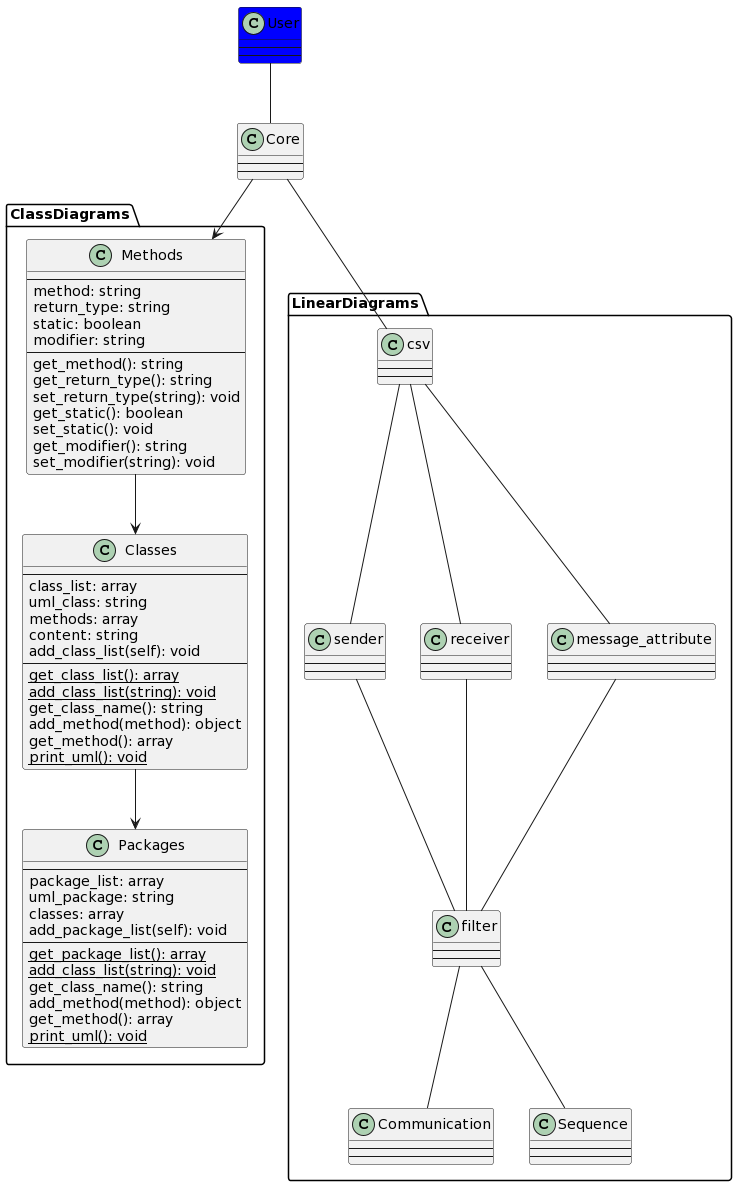 C User
C Core
ClassDiagrams
C Methods
method: string
return_type: string
static: boolean
modifier: string
get_method(): string
get_return_type(): string
set_return_type(string): void
get_static(): boolean
set_static(): void
get_modifier(): string
set_modifier(string): void
C Classes
class_list: array
uml_class: string
methods: array
content: string
add_class_list(self): void
get_class_list(): array
add_class_list(string): void
get_class_name(): string
add_method(method): object
get_method(): array
print_uml(): void
C Packages
package_list: array
uml_package: string
classes: array
add_package_list(self): void
get_package_list(): array
add_class_list(string): void
get_class_name(): string
add_method(method): object
get_method(): array
print_uml(): void
LinearDiagrams
C csv
C sender
C receiver
C message_attribute
C filter
C Communication
C Sequence